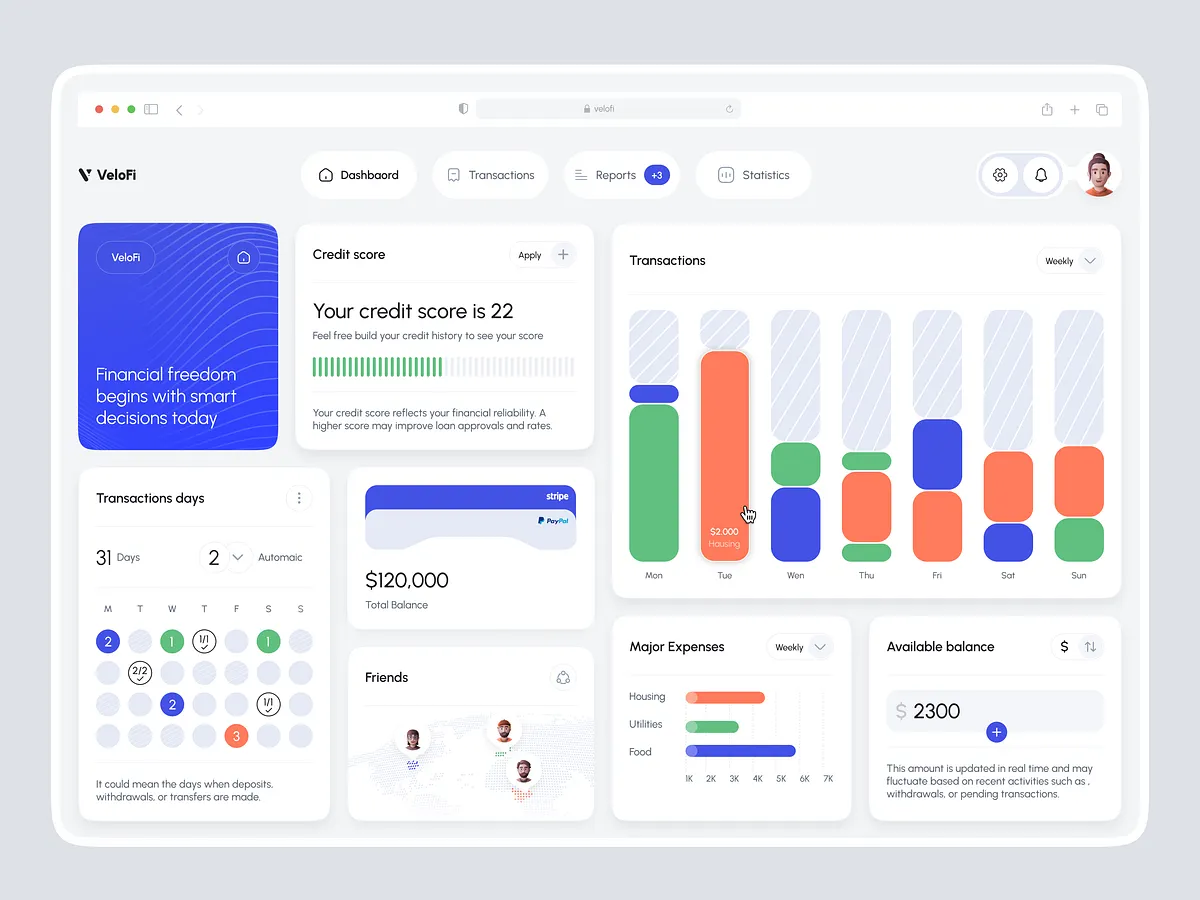 velofi
VeloFi
Dashbaord
Transactions
Reports
+3
Statistics
VeloFi
Financial freedom
begins with smart
decisions today
Credit score
Apply
Your credit score is 22
Feel free build your credit history to see your score
Your credit score reflects your financial reliability. A
higher score may improve loan approvals and rates.
Transactions
Weekly
$2.000
Housing
Mon
Tue
Wen
Thu
Fri
Sat
Sun
Transactions days
31 Days
2
Automaic
M T W T F S S
2 1 1/1 1
2/2
2 1/1
3
It could mean the days when deposits,
withdrawals, or transfers are made.
stripe
PayPal
$120,000
Total Balance
Friends
Major Expenses
Weekly
Housing
Utilities
Food
1K 2K 3K 4K 5K 6K 7K
Available balance
$
$ 2300
This amount is updated in real time and may
fluctuate based on recent activities such as ,
withdrawals, or pending transactions.